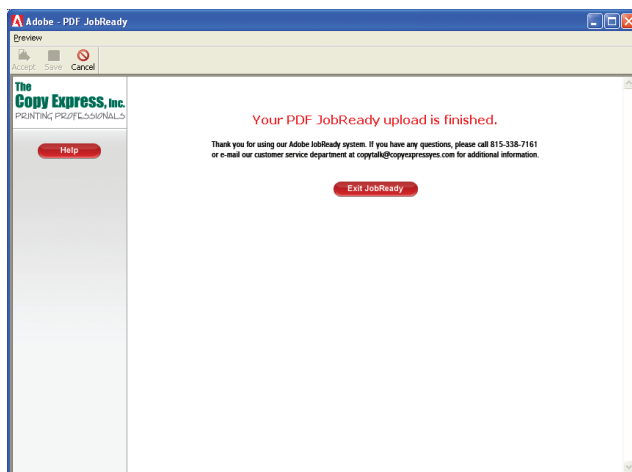 Adobe - PDF JobReady
Preview
Accept Save Cancel
The
Copy Express, Inc.
PRINTING PROFESSIONALS
Help
Your PDF JobReady upload is finished.
Thank you for using our Adobe JobReady system. If you have any questions, please call 815-338-7161
or e-mail our customer service department at copytalk@copyexpressyes.com for additional information.
Exit JobReady